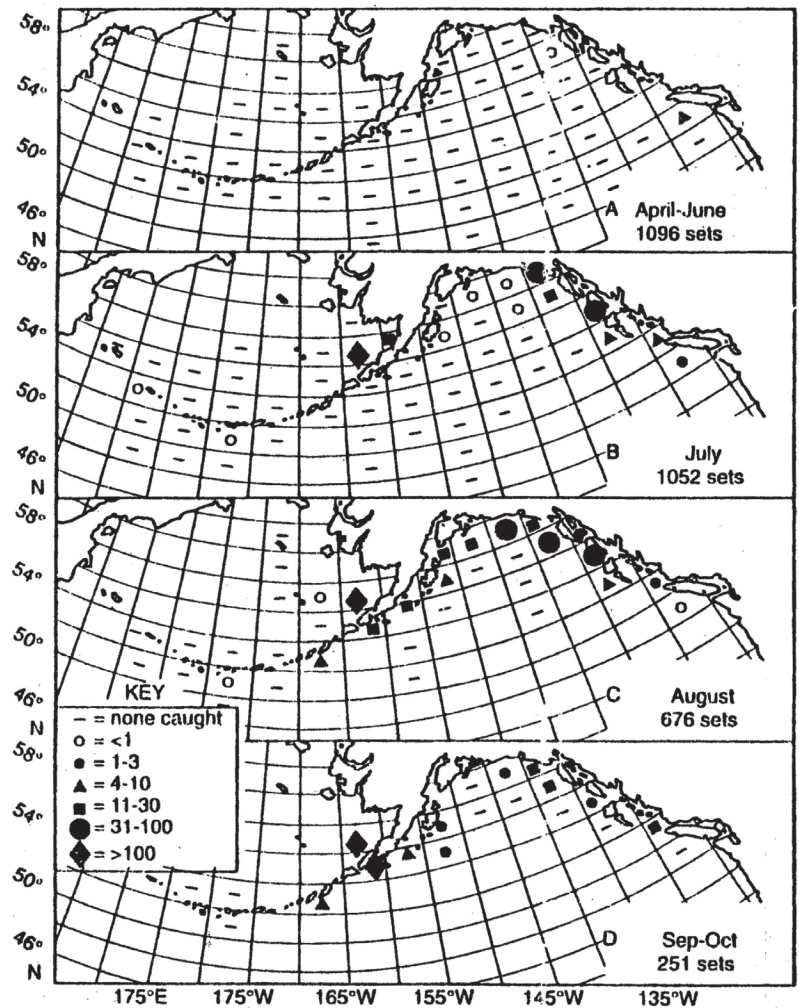 58°
54°
50°
46°
N
A April-June
1096 sets
58°
54°
50°
46°
N
B July
1052 sets
58°
54°
50°
46°
N
C August
676 sets
KEY
– = none caught
○ = <1
● = 1-3
▲ = 4-10
■ = 11-30
● = 31-100
◆ = >100
58°
54°
50°
46°
N
D Sep-Oct
251 sets
175°E 175°W 165°W 155°W 145°W 135°W